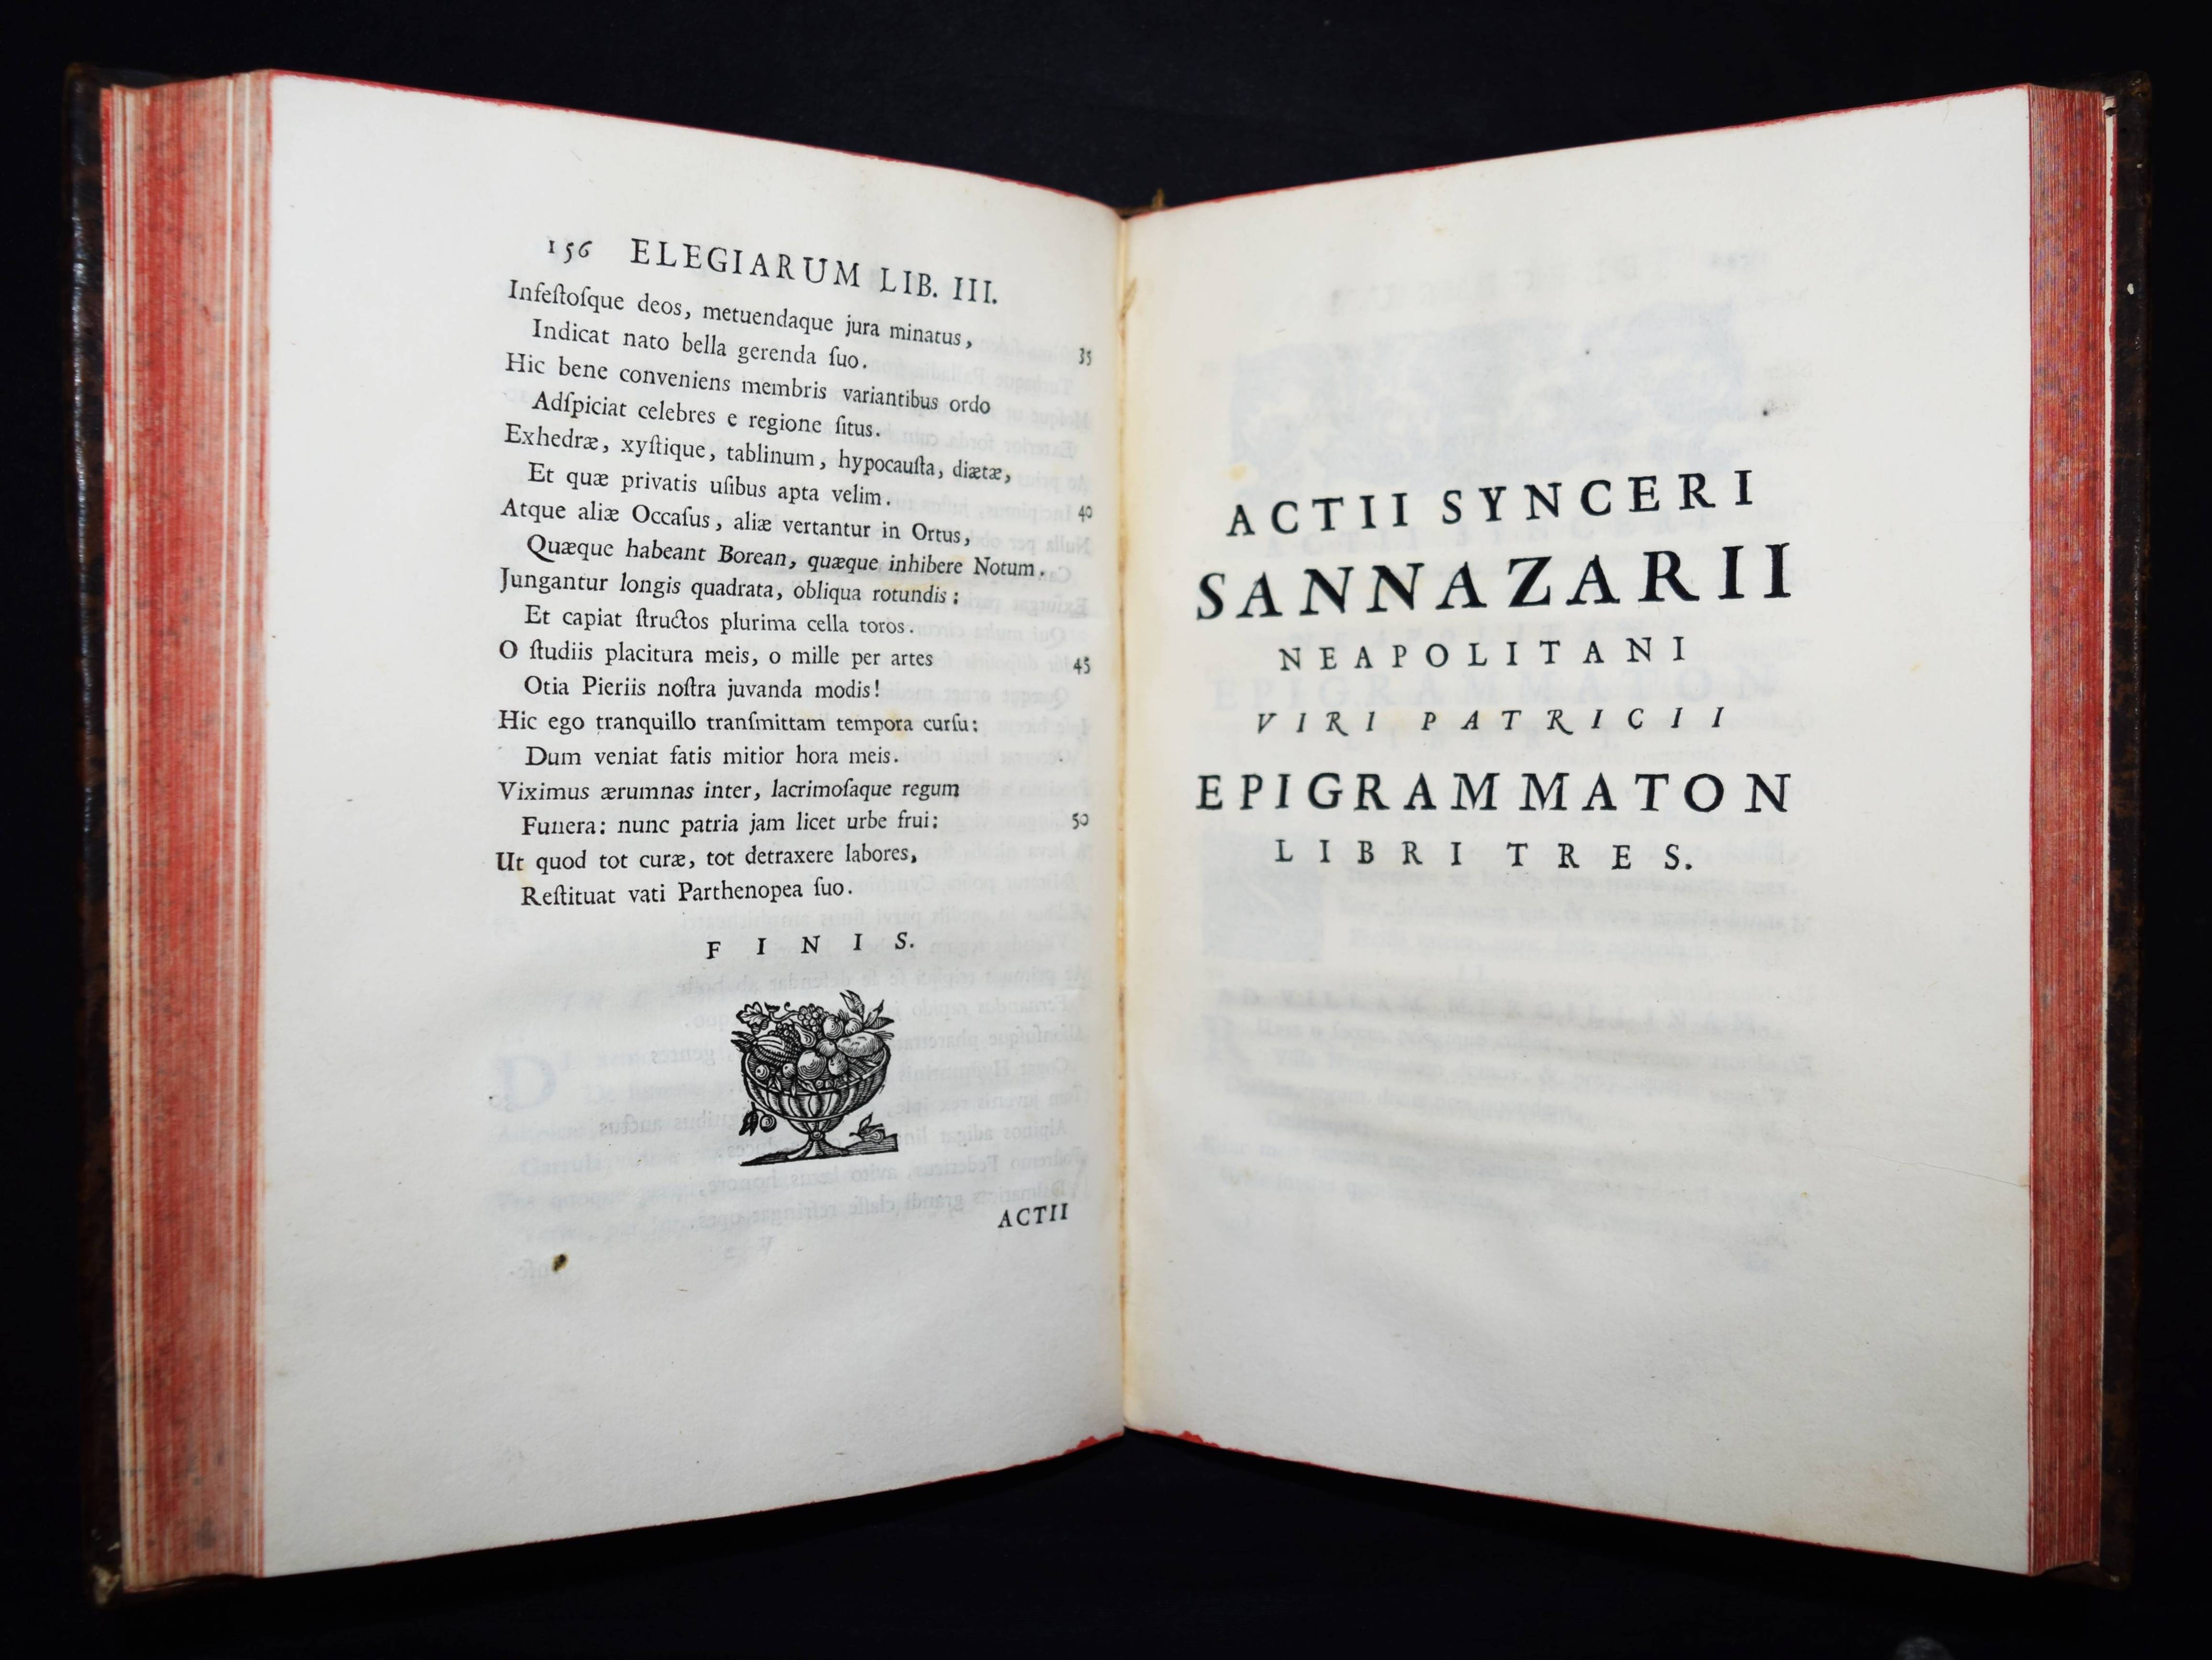 156 ELEGIARUM LIB. III.
Infeſtoſque deos, metuendaque jura minatus, 35
Indicat nato bella gerenda ſuo.
Hic bene conveniens membris variantibus ordo
Adſpiciat celebres e regione ſitus.
Exhedræ, xyſtique, tablinum, hypocauſta, diætæ,
Et quæ privatis uſibus apta velim. 40
Atque aliæ Occaſus, aliæ vertantur in Ortus,
Quæque habeant Borean, quæque inhibere Notum.
Jungantur longis quadrata, obliqua rotundis:
Et capiat ſtructos plurima cella toros.
O ſtudiis placitura meis, o mille per artes 45
Otia Pieriis noſtra juvanda modis!
Hic ego tranquillo tranſmittam tempora curſu:
Dum veniat fatis mitior hora meis.
Viximus ærumnas inter, lacrimoſaque regum
Funera: nunc patria jam licet urbe frui: 50
Ut quod tot curæ, tot detraxere labores,
Reſtituat vati Parthenopea ſuo.
FINIS.
ACTII
ACTII SYNCERI
SANNAZARII
NEAPOLITANI
VIRI PATRICII
EPIGRAMMATON
LIBRI TRES.